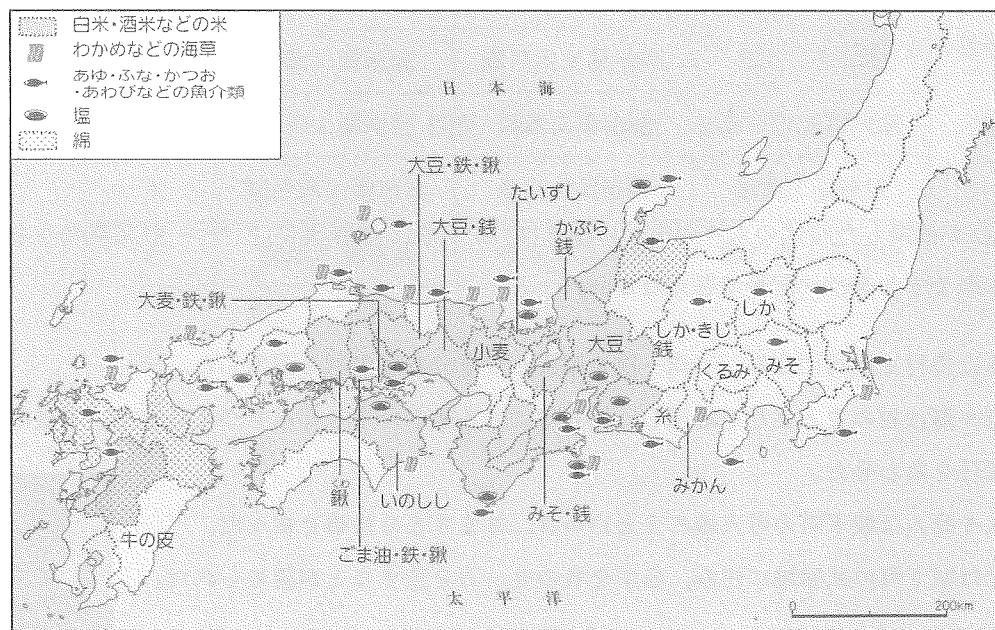 白米・酒米などの米
わかめなどの海草
あゆ・ふな・かつお
・あわびなどの魚介類
塩
綿
日本海
大豆・鉄・鍬
たいずし
大豆・銭
かぶら
銭
大麦・鉄・鍬
小麦
大豆
しか・きじ
銭
しか
くるみ
みそ
糸
みかん
鍬
いのしし
みそ・銭
牛の皮
ごま油・鉄・鍬
太平洋
0
200km